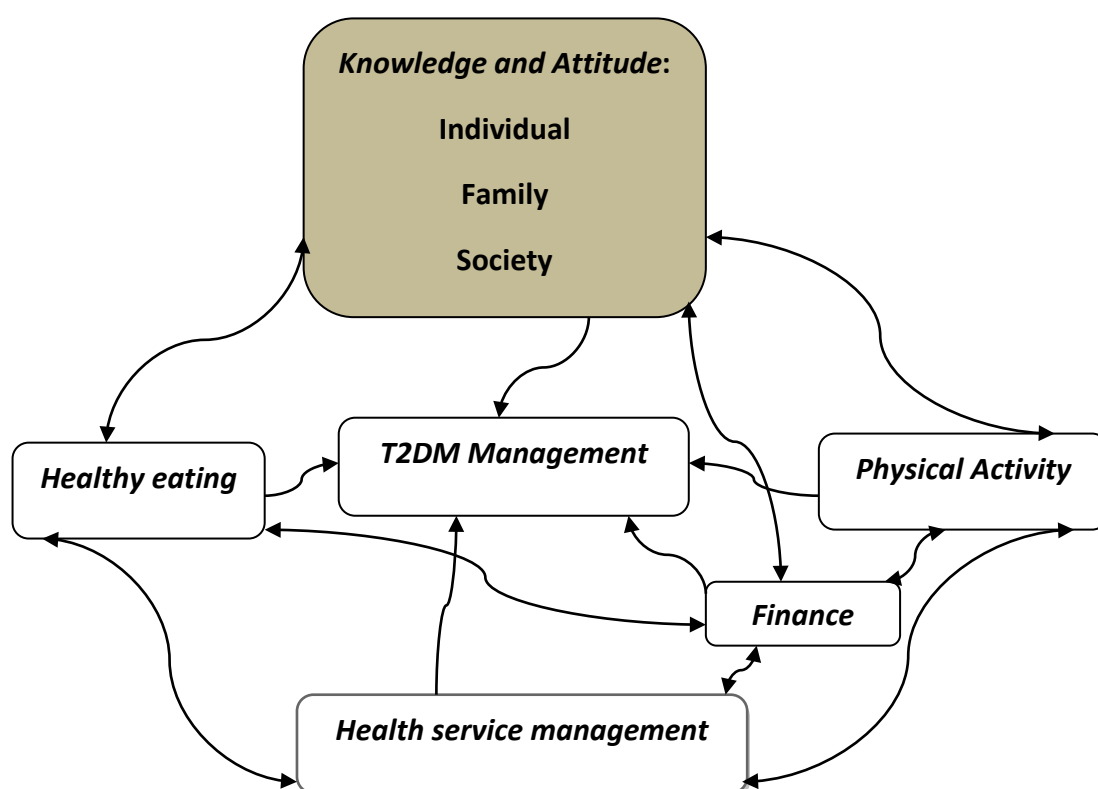 Knowledge and Attitude:
Individual
Family
Society
T2DM Management
Healthy eating
Physical Activity
Finance
Health service management